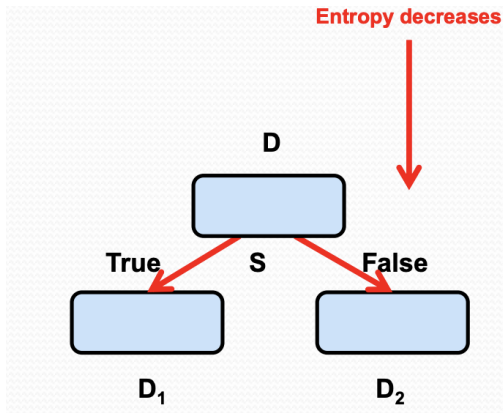 Entropy decreases
D
True S False
D₁ D₂